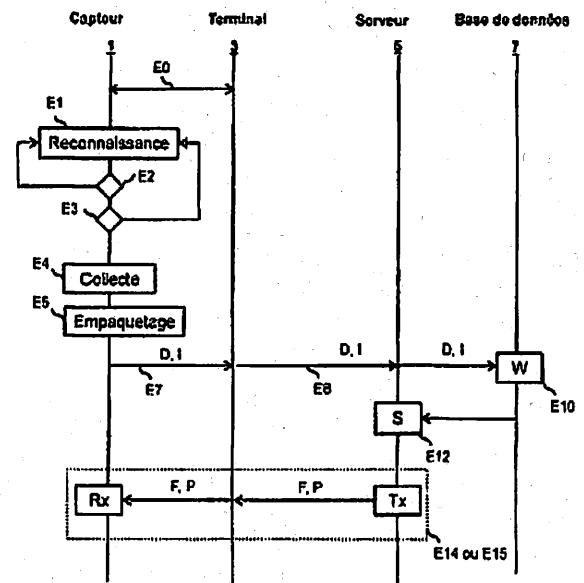 Captour Terminal Serveur Base de données
1 3 5 7
E0
E1
Reconnaissance
E2
E3
E4
Collecte
E5
Empaquetage
D, I D, I D, I
E7 E8
W
E10
S
E12
F, P F, P
Rx Tx
E14 ou E15